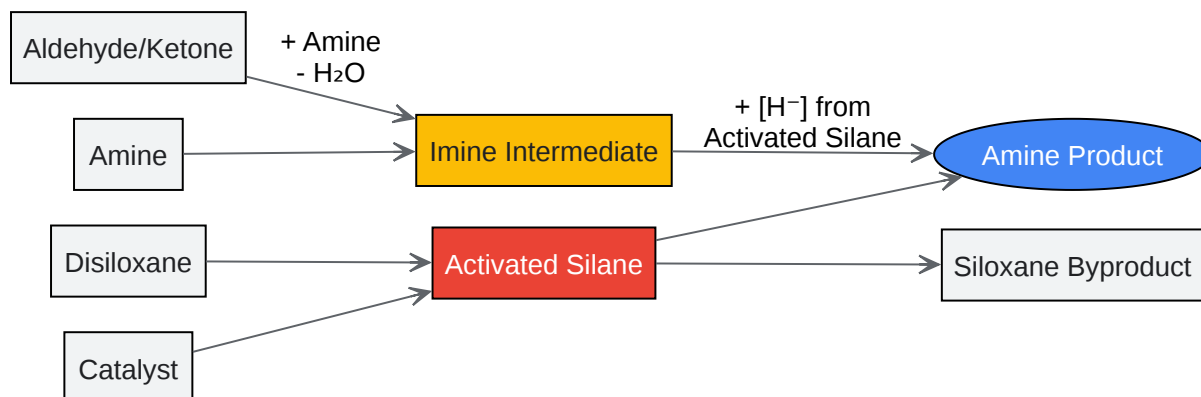 Aldehyde/Ketone
+ Amine
- H₂O
Amine
Imine Intermediate
+ [H⁻] from
Activated Silane
Amine Product
Disiloxane
Activated Silane
Siloxane Byproduct
Catalyst